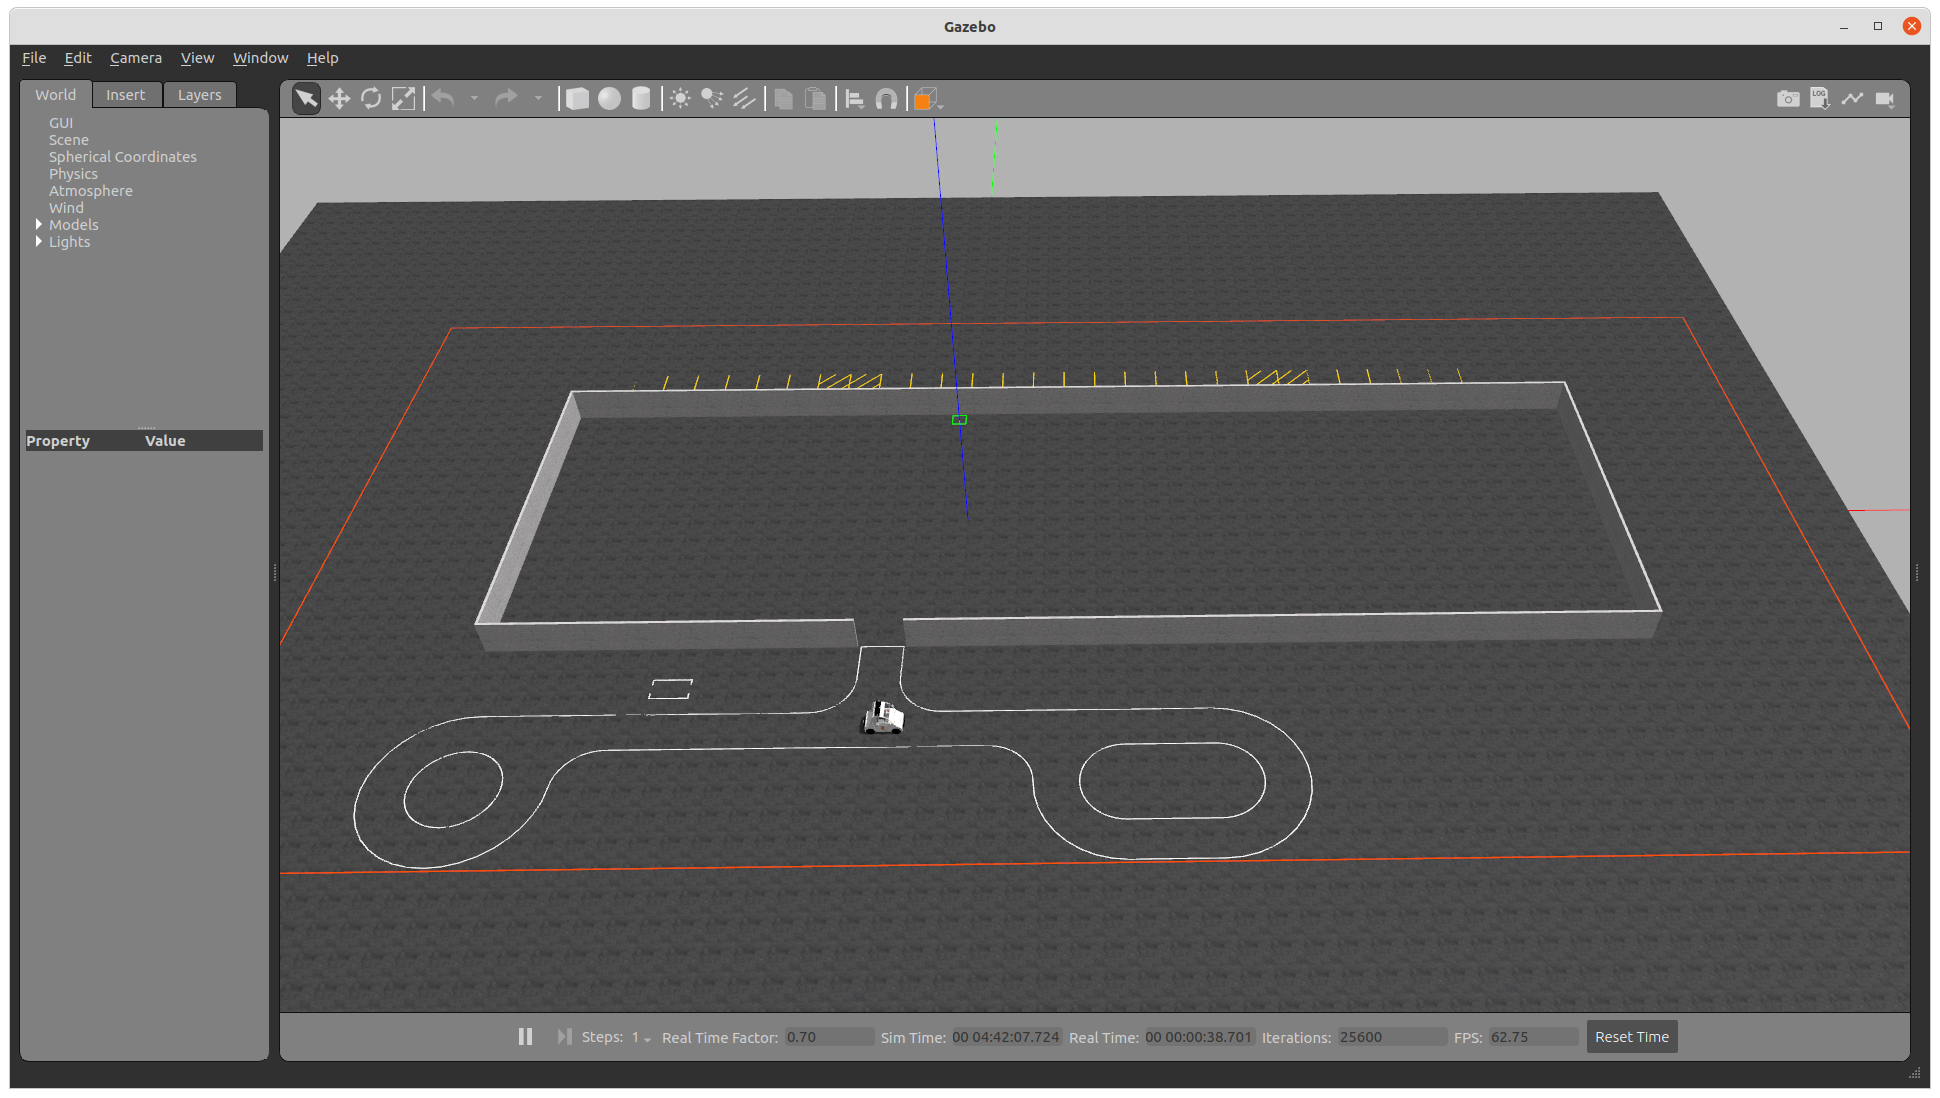 Gazebo
File Edit Camera View Window Help
World Insert Layers
GUI
Scene
Spherical Coordinates
Physics
Atmosphere
Wind
Models
Lights
Property Value
LOG
Steps: 1 Real Time Factor: 0.70 Sim Time: 00 04:42:07.724 Real Time: 00 00:00:38.701 Iterations: 25600 FPS: 62.75 Reset Time